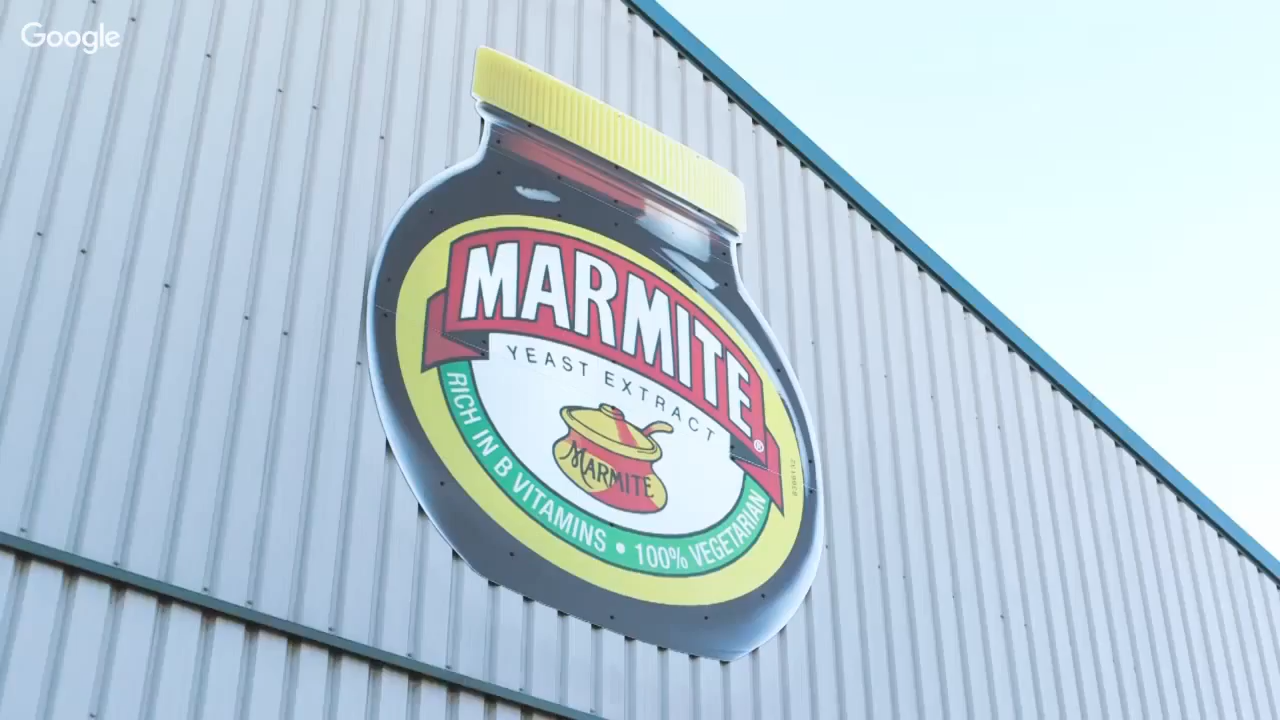 Google
MARMITE®
YEAST EXTRACT
MARMITE
RICH IN B VITAMINS • 100% VEGETARIAN